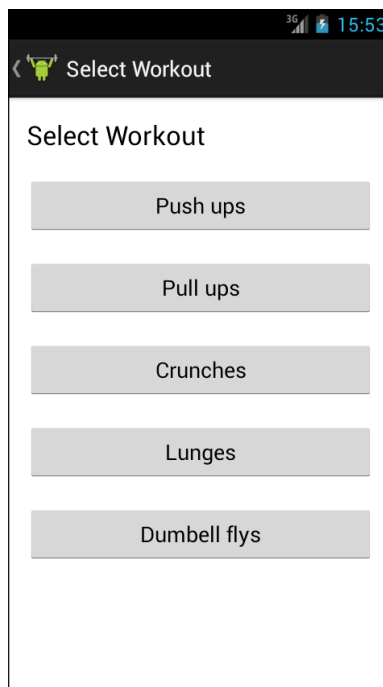 3G 15:53
Select Workout
Select Workout
Push ups
Pull ups
Crunches
Lunges
Dumbell flys